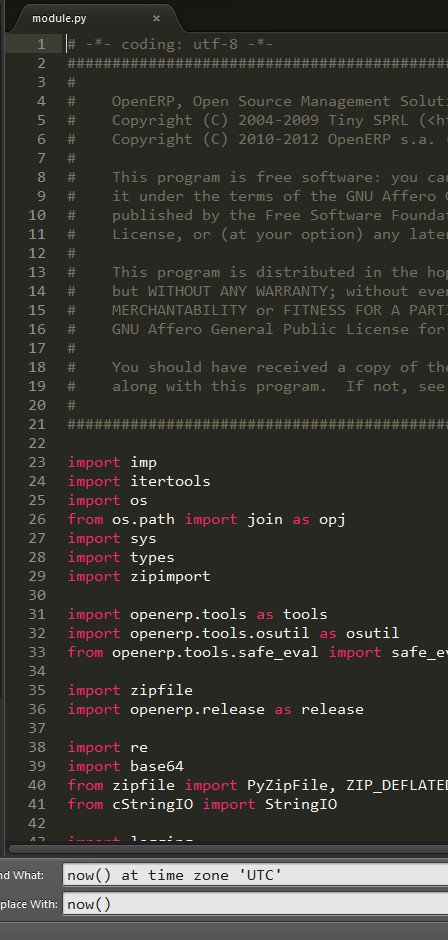 module.py ×
1 # -*- coding: utf-8 -*-
2 ##########################################
3 #
4 #    OpenERP, Open Source Management Soluti
5 #    Copyright (C) 2004-2009 Tiny SPRL (<ht
6 #    Copyright (C) 2010-2012 OpenERP s.a. (
7 #
8 #    This program is free software: you can
9 #    it under the terms of the GNU Affero G
10 #    published by the Free Software Foundat
11 #    License, or (at your option) any later
12 #
13 #    This program is distributed in the hop
14 #    but WITHOUT ANY WARRANTY; without even
15 #    MERCHANTABILITY or FITNESS FOR A PARTI
16 #    GNU Affero General Public License for
17 #
18 #    You should have received a copy of the
19 #    along with this program.  If not, see
20 #
21 ##########################################
22
23 import imp
24 import itertools
25 import os
26 from os.path import join as opj
27 import sys
28 import types
29 import zipimport
30
31 import openerp.tools as tools
32 import openerp.tools.osutil as osutil
33 from openerp.tools.safe_eval import safe_ev
34
35 import zipfile
36 import openerp.release as release
37
38 import re
39 import base64
40 from zipfile import PyZipFile, ZIP_DEFLATED
41 from cStringIO import StringIO
42
43 import logging
nd What: now() at time zone 'UTC'
place With: now()